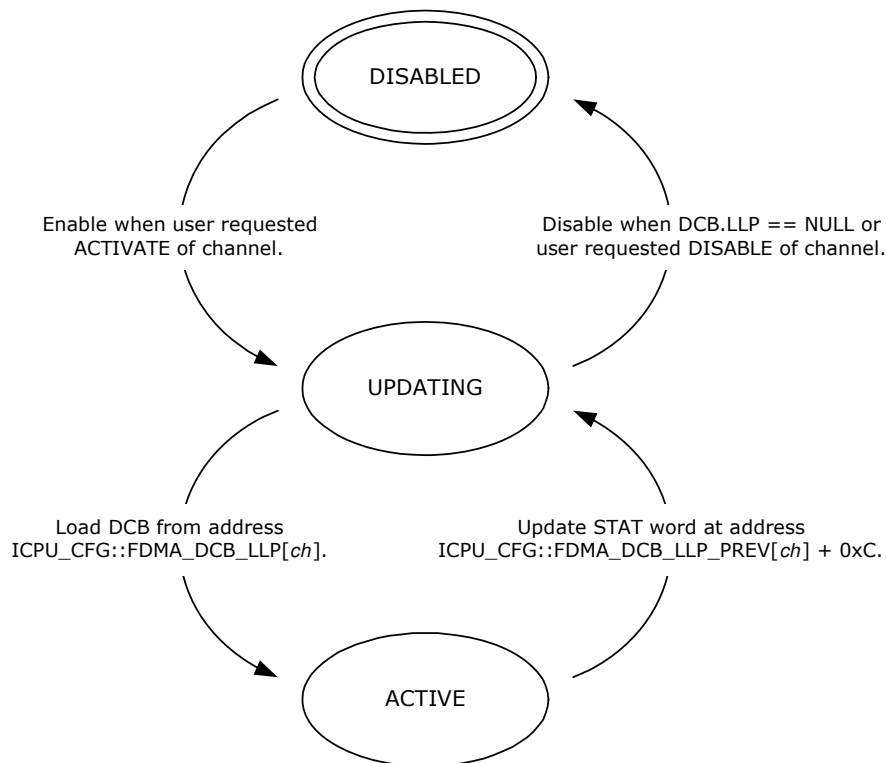 DISABLED
Enable when user requested
ACTIVATE of channel.
Disable when DCB.LLP == NULL or
user requested DISABLE of channel.
UPDATING
Load DCB from address
ICPU_CFG::FDMA_DCB_LLP[ch].
Update STAT word at address
ICPU_CFG::FDMA_DCB_LLP_PREV[ch] + 0xC.
ACTIVE